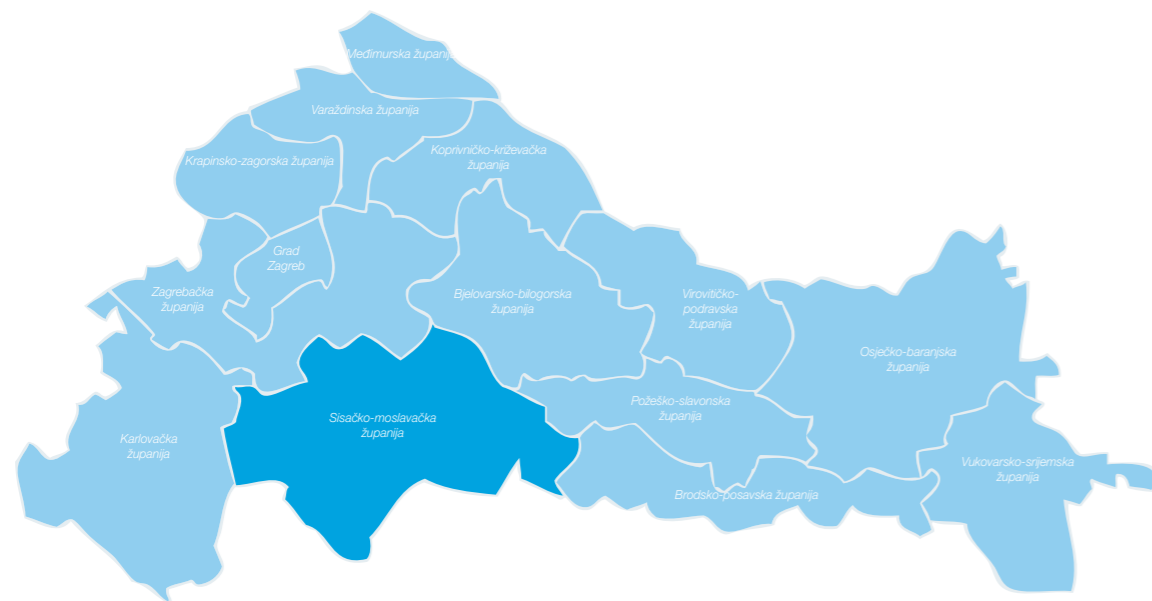 Međimurska županija
Varaždinska županija
Koprivničko-križevačka
županija
Krapinsko-zagorska županija
Grad
Zagreb
Zagrebačka
županija
Bjelovarsko-bilogorska
županija
Virovitičko-
podravska
županija
Osječko-baranjska
županija
Požeško-slavonska
županija
Sisačko-moslavačka
županija
Karlovačka
županija
Vukovarsko-srijemska
županija
Brodsko-posavska županija